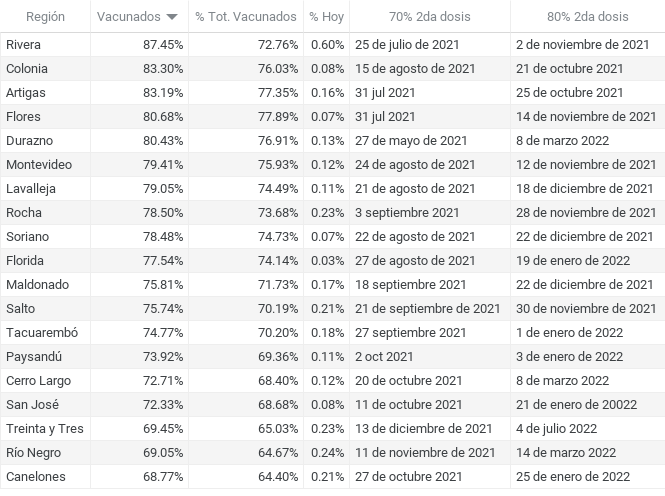 Región Vacunados % Tot. Vacunados % Hoy 70% 2da dosis 80% 2da dosis
Rivera 87.45% 72.76% 0.60% 25 de julio de 2021 2 de noviembre de 2021
Colonia 83.30% 76.03% 0.08% 15 de agosto de 2021 21 de octubre 2021
Artigas 83.19% 77.35% 0.16% 31 jul 2021 25 de octubre 2021
Flores 80.68% 77.89% 0.07% 31 jul 2021 14 de noviembre de 2021
Durazno 80.43% 76.91% 0.13% 27 de mayo de 2021 8 de marzo 2022
Montevideo 79.41% 75.93% 0.12% 24 de agosto de 2021 12 de noviembre de 2021
Lavalleja 79.05% 74.49% 0.11% 21 de agosto de 2021 18 de diciembre de 2021
Rocha 78.50% 73.68% 0.23% 3 septiembre 2021 28 de noviembre de 2021
Soriano 78.48% 74.73% 0.07% 22 de agosto de 2021 22 de diciembre de 2021
Florida 77.54% 74.14% 0.03% 27 de agosto de 2021 19 de enero de 2022
Maldonado 75.81% 71.73% 0.17% 18 septiembre 2021 22 de diciembre de 2021
Salto 75.74% 70.19% 0.21% 21 de septiembre de 2021 30 de noviembre de 2021
Tacuarembó 74.77% 70.20% 0.18% 27 septiembre 2021 1 de enero de 2022
Paysandú 73.92% 69.36% 0.11% 2 oct 2021 3 de enero de 2022
Cerro Largo 72.71% 68.40% 0.12% 20 de octubre 2021 8 de marzo 2022
San José 72.33% 68.68% 0.08% 11 de octubre 2021 21 de enero de 20022
Treinta y Tres 69.45% 65.03% 0.23% 13 de diciembre de 2021 4 de julio 2022
Río Negro 69.05% 64.67% 0.24% 11 de noviembre de 2021 14 de marzo 2022
Canelones 68.77% 64.40% 0.21% 27 de octubre 2021 25 de enero de 2022